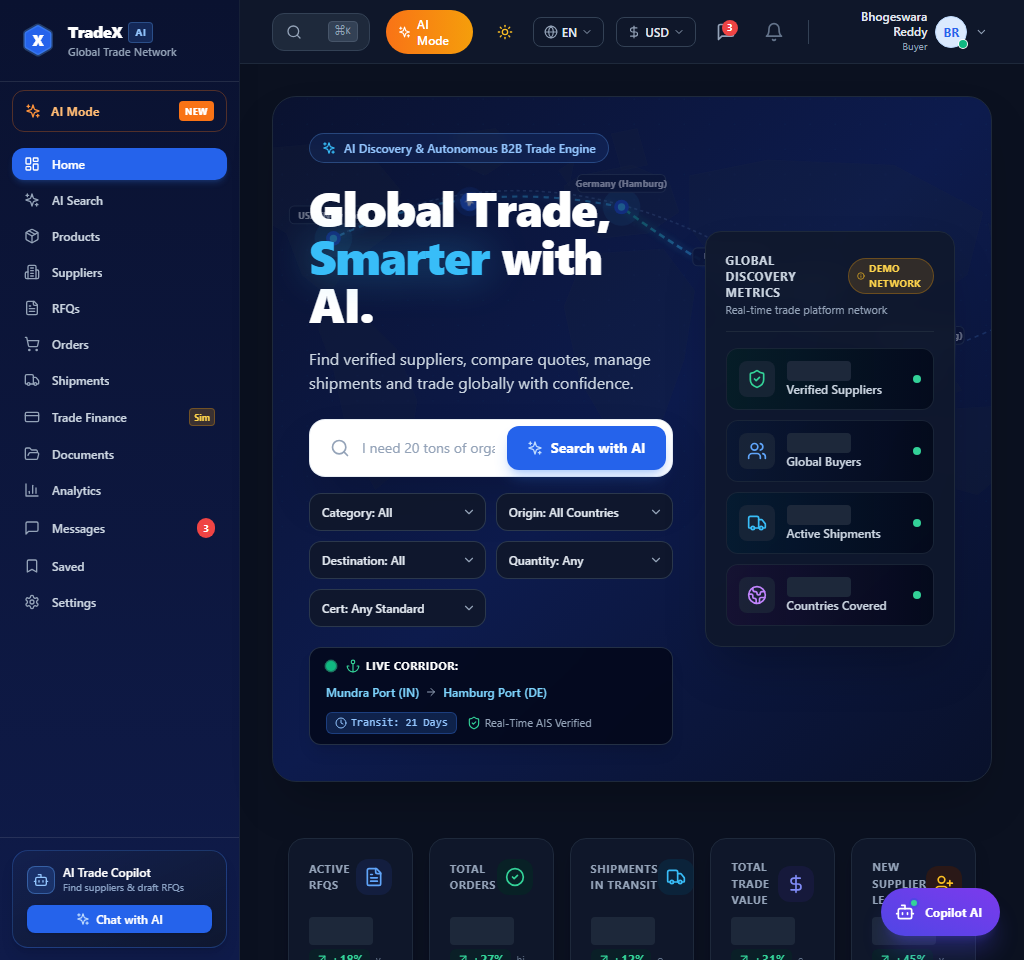 TradeX AI
Global Trade Network
AI Mode NEW
Home
AI Search
Products
Suppliers
RFQs
Orders
Shipments
Trade Finance Sim
Documents
Analytics
Messages 3
Saved
Settings
AI Trade Copilot
Find suppliers & draft RFQs
Chat with AI
⌘K
AI
Mode
EN
$ USD
3
Bhogeswara
Reddy
Buyer
BR
AI Discovery & Autonomous B2B Trade Engine
Germany (Hamburg)
Global Trade,
Smarter with
AI.
Find verified suppliers, compare quotes, manage
shipments and trade globally with confidence.
I need 20 tons of orga
Search with AI
Category: All
Origin: All Countries
Destination: All
Quantity: Any
Cert: Any Standard
LIVE CORRIDOR:
Mundra Port (IN) → Hamburg Port (DE)
Transit: 21 Days
Real-Time AIS Verified
GLOBAL
DISCOVERY
METRICS
DEMO
NETWORK
Real-time trade platform network
Verified Suppliers
Global Buyers
Active Shipments
Countries Covered
ACTIVE
RFQS
TOTAL
ORDERS
SHIPMENTS
IN TRANSIT
TOTAL
TRADE
VALUE
NEW
SUPPLIER
+18%
+27%
+12%
+31%
+45%
Copilot AI